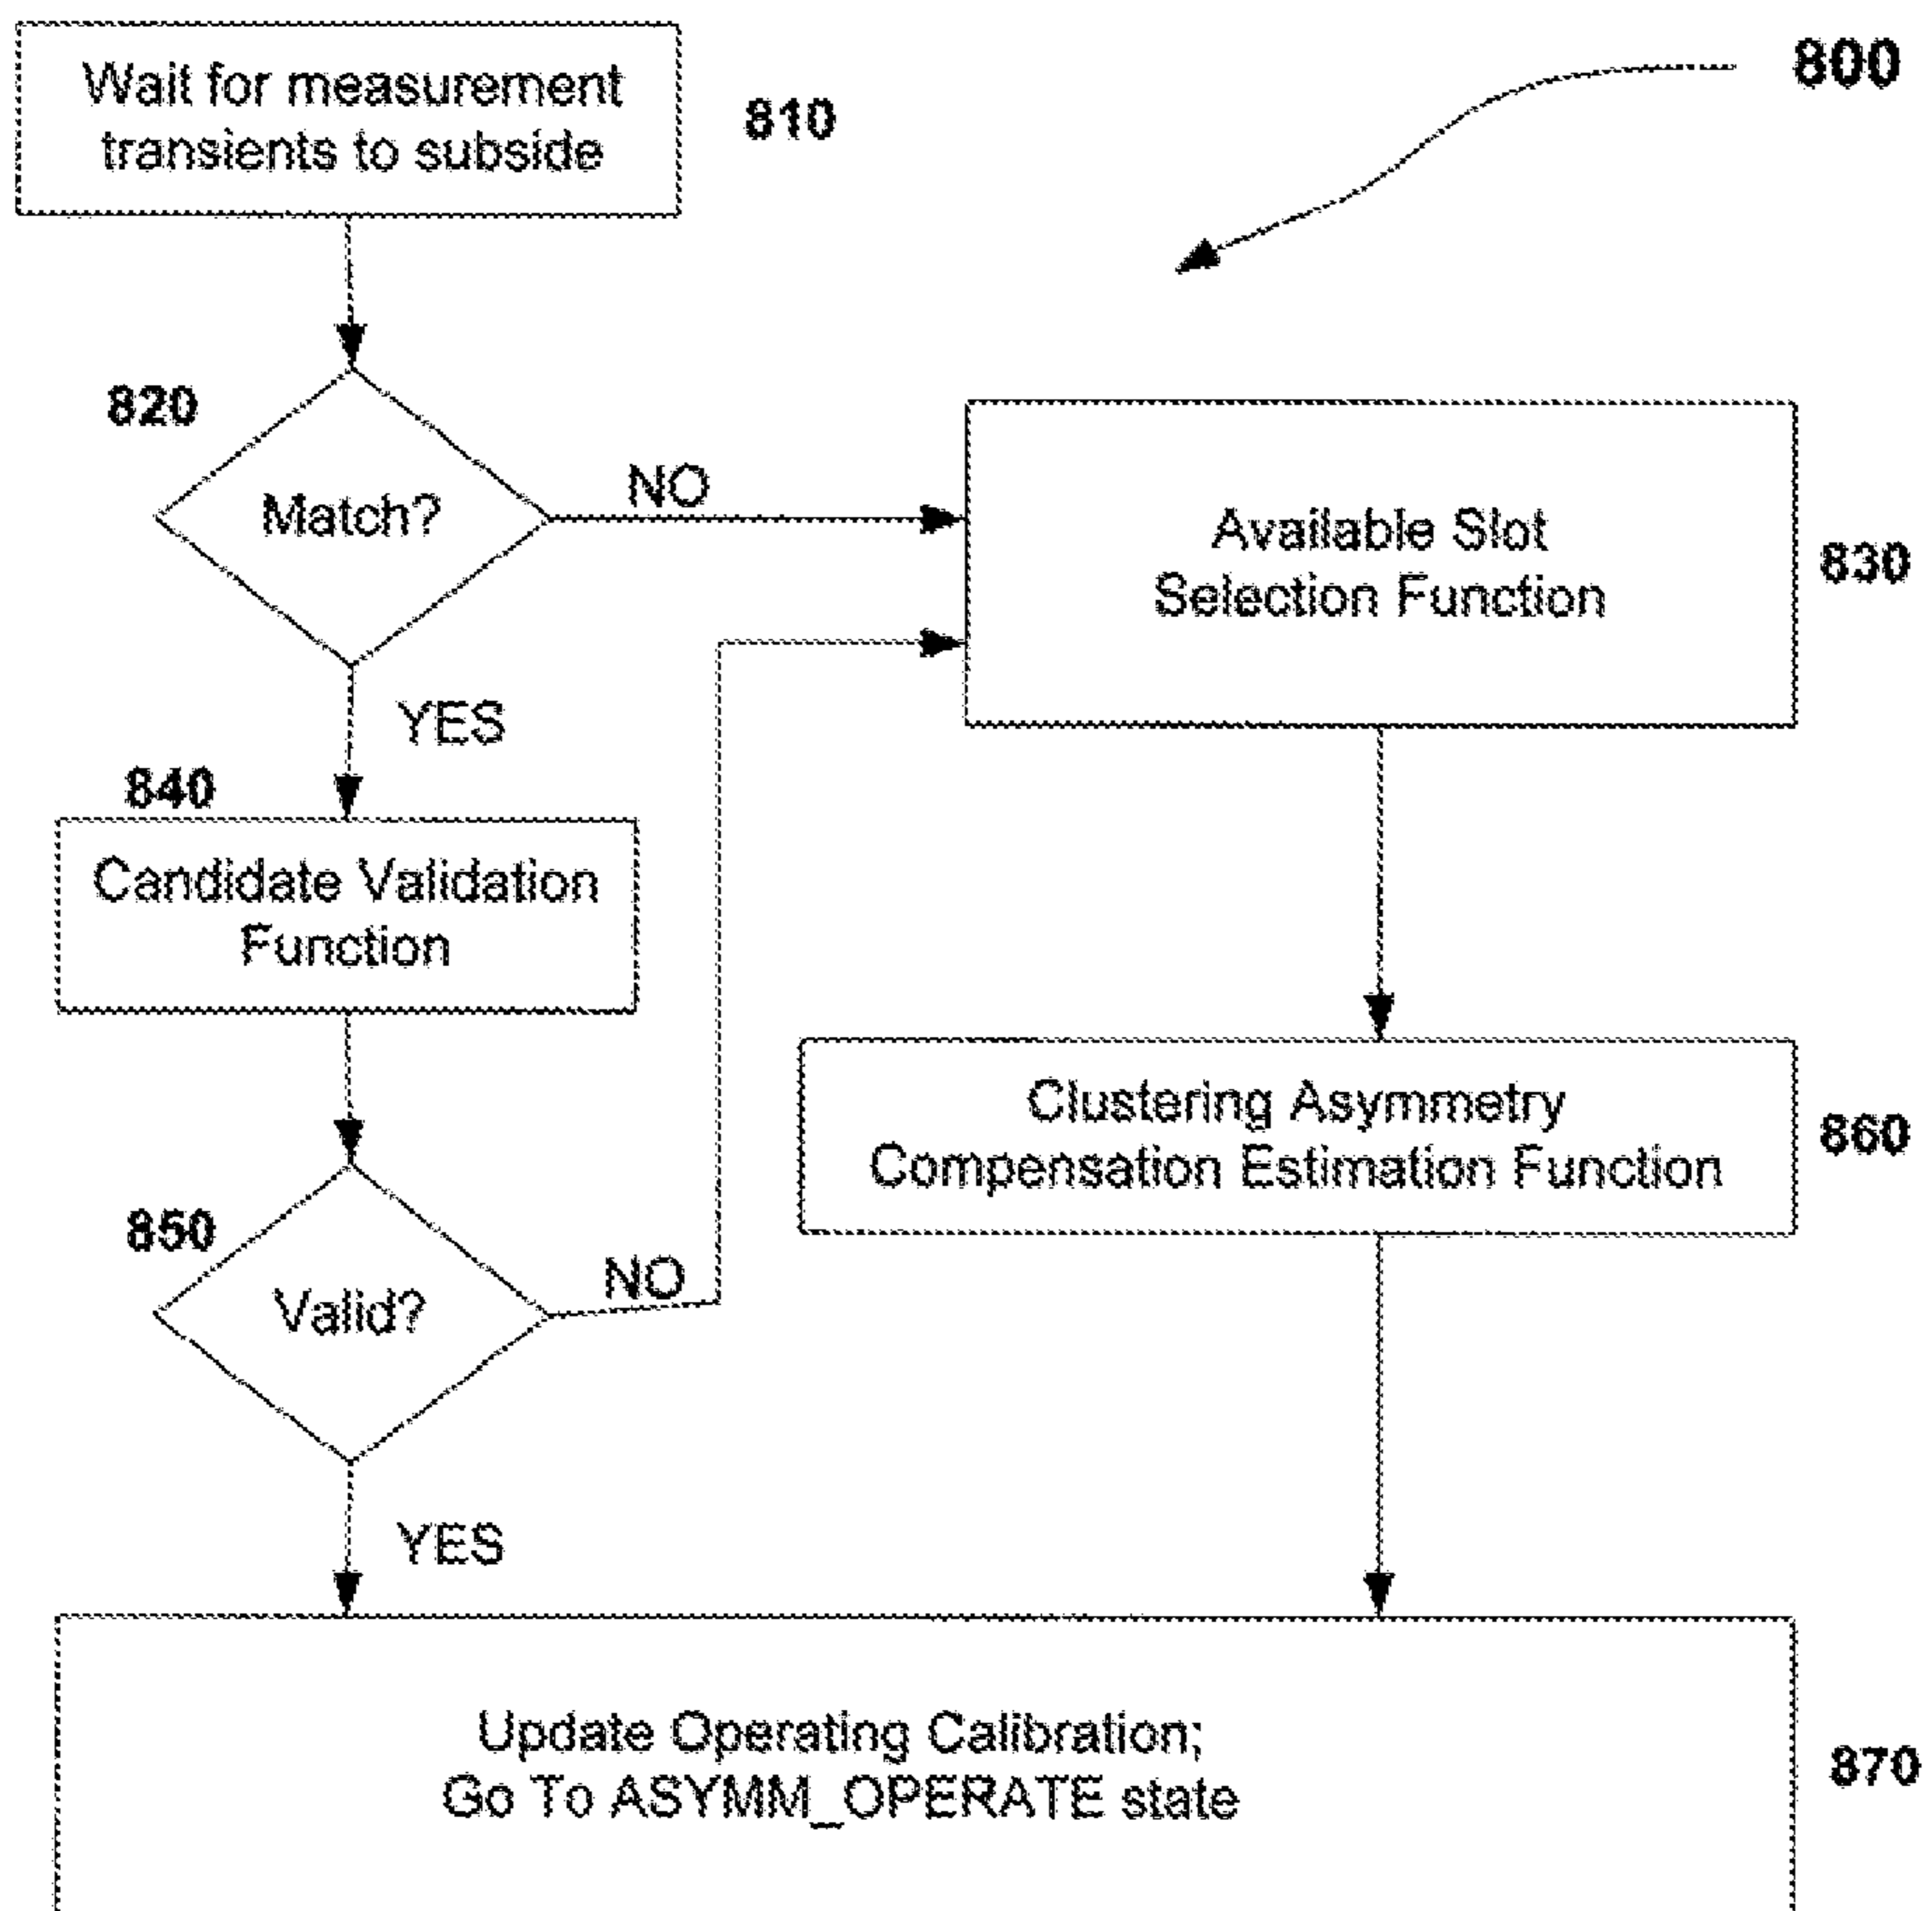 Wait for measurement
transients to subside
810
800
820
Match?
NO
Available Slot
Selection Function
830
YES
840
Candidate Validation
Function
850
Valid?
NO
Clustering Asymmetry
Compensation Estimation Function
860
YES
Update Operating Calibration;
Go To ASYMM_OPERATE state
870